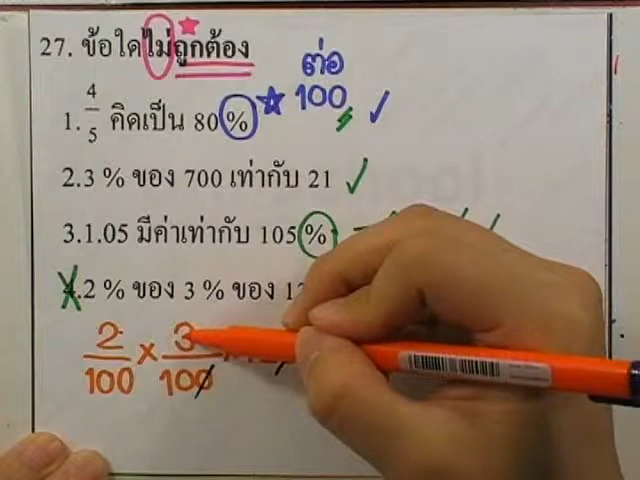 27. ข้อใดไม่ถูกต้อง
ต่อ
100
1. 4/5 คิดเป็น 80 %
2.3 % ของ 700 เท่ากับ 21
3.1.05 มีค่าเท่ากับ 105 %
4.2 % ของ 3 % ของ
2/100 x 3/100